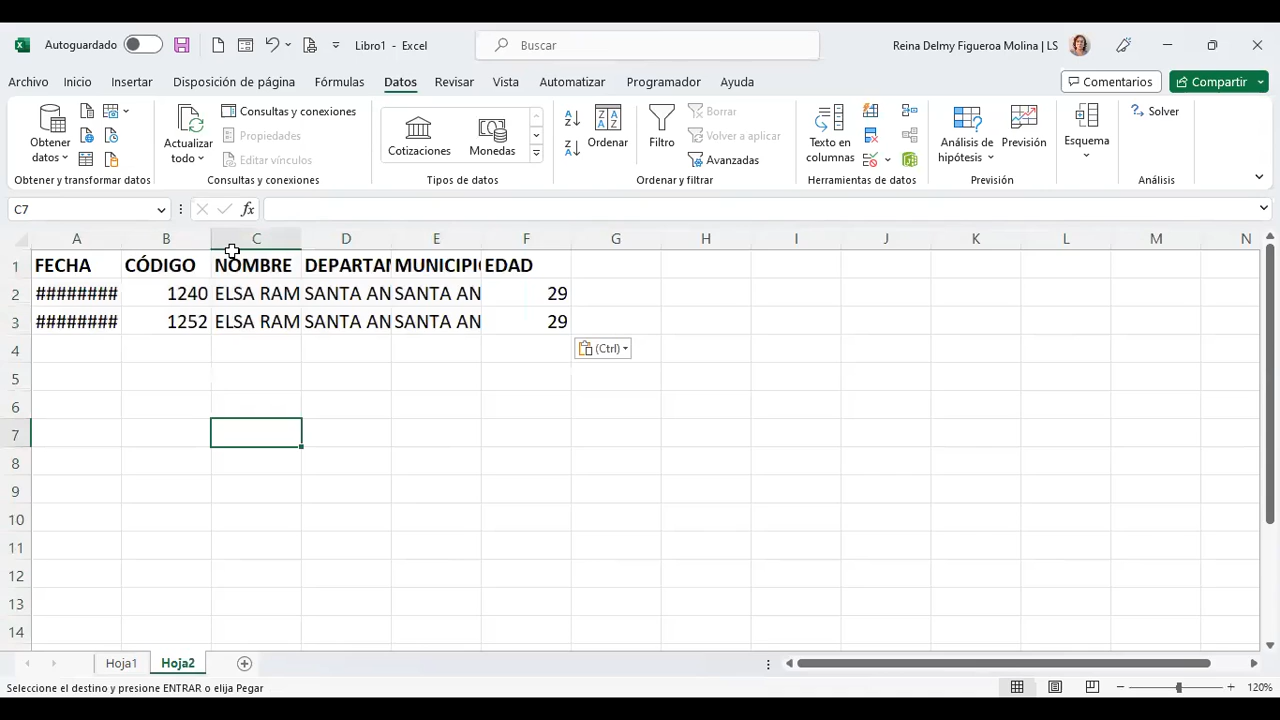 Autoguardado
Libro1 - Excel
Buscar
Reina Delmy Figueroa Molina | LS
Archivo Inicio Insertar Disposición de página Fórmulas Datos Revisar Vista Automatizar Programador Ayuda
Comentarios
Compartir
Obtener datos
Actualizar todo
Consultas y conexiones
Propiedades
Editar vínculos
Cotizaciones
Monedas
Ordenar
Filtro
Borrar
Volver a aplicar
Avanzadas
Texto en columnas
Análisis de hipótesis
Previsión
Esquema
Solver
Obtener y transformar datos
Consultas y conexiones
Tipos de datos
Ordenar y filtrar
Herramientas de datos
Previsión
Análisis
C7
fx
A B C D E F G H I J K L M N
1 FECHA CÓDIGO NOMBRE DEPARTAM MUNICIPIO EDAD
2 ######## 1240 ELSA RAM SANTA AN SANTA AN 29
3 ######## 1252 ELSA RAM SANTA AN SANTA AN 29
4
(Ctrl)
5
6
7
8
9
10
11
12
13
14
Hoja1 Hoja2
Seleccione el destino y presione ENTRAR o elija Pegar
120%